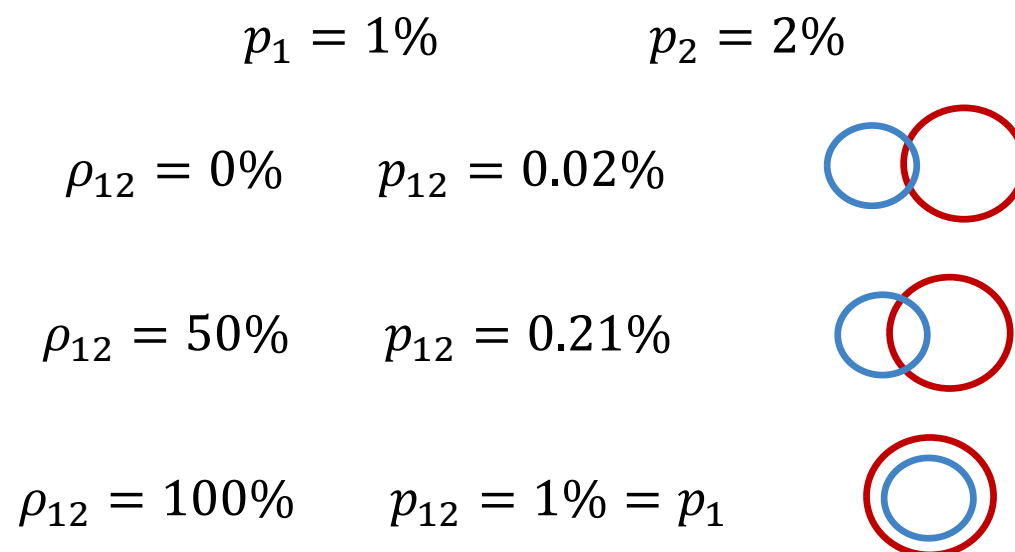 p₁ = 1% p₂ = 2%
ρ₁₂ = 0% p₁₂ = 0.02%
ρ₁₂ = 50% p₁₂ = 0.21%
ρ₁₂ = 100% p₁₂ = 1% = p₁